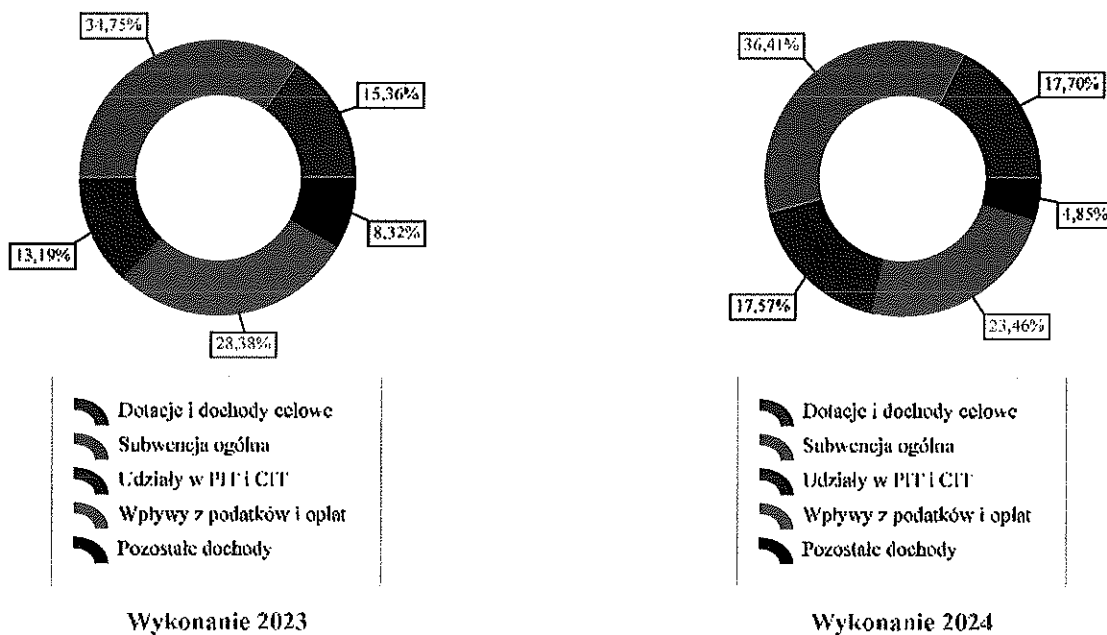 34,75%
15,36%
8,32%
28,38%
13,19%
Dotacje i dochody celowe
Subwencja ogólna
Udziały w PIT i CIT
Wpływy z podatków i opłat
Pozostałe dochody
Wykonanie 2023
36,41%
17,70%
4,85%
23,46%
17,57%
Dotacje i dochody celowe
Subwencja ogólna
Udziały w PIT i CIT
Wpływy z podatków i opłat
Pozostałe dochody
Wykonanie 2024